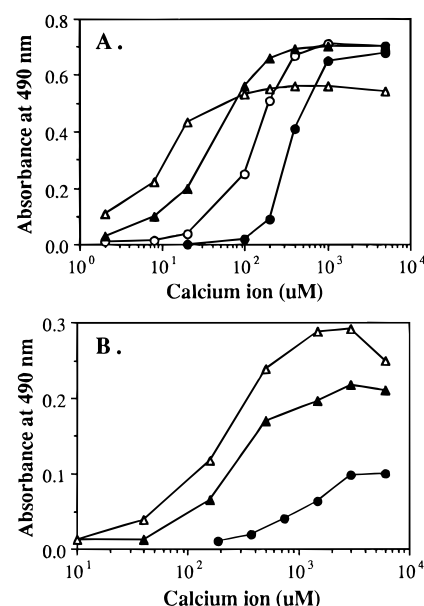 A.
Absorbance at 490 nm
0.8
0.6
0.4
0.2
0.0
10^0 10^1 10^2 10^3 10^4
Calcium ion (uM)
B.
Absorbance at 490 nm
0.3
0.2
0.1
0.0
10^1 10^2 10^3 10^4
Calcium ion (uM)